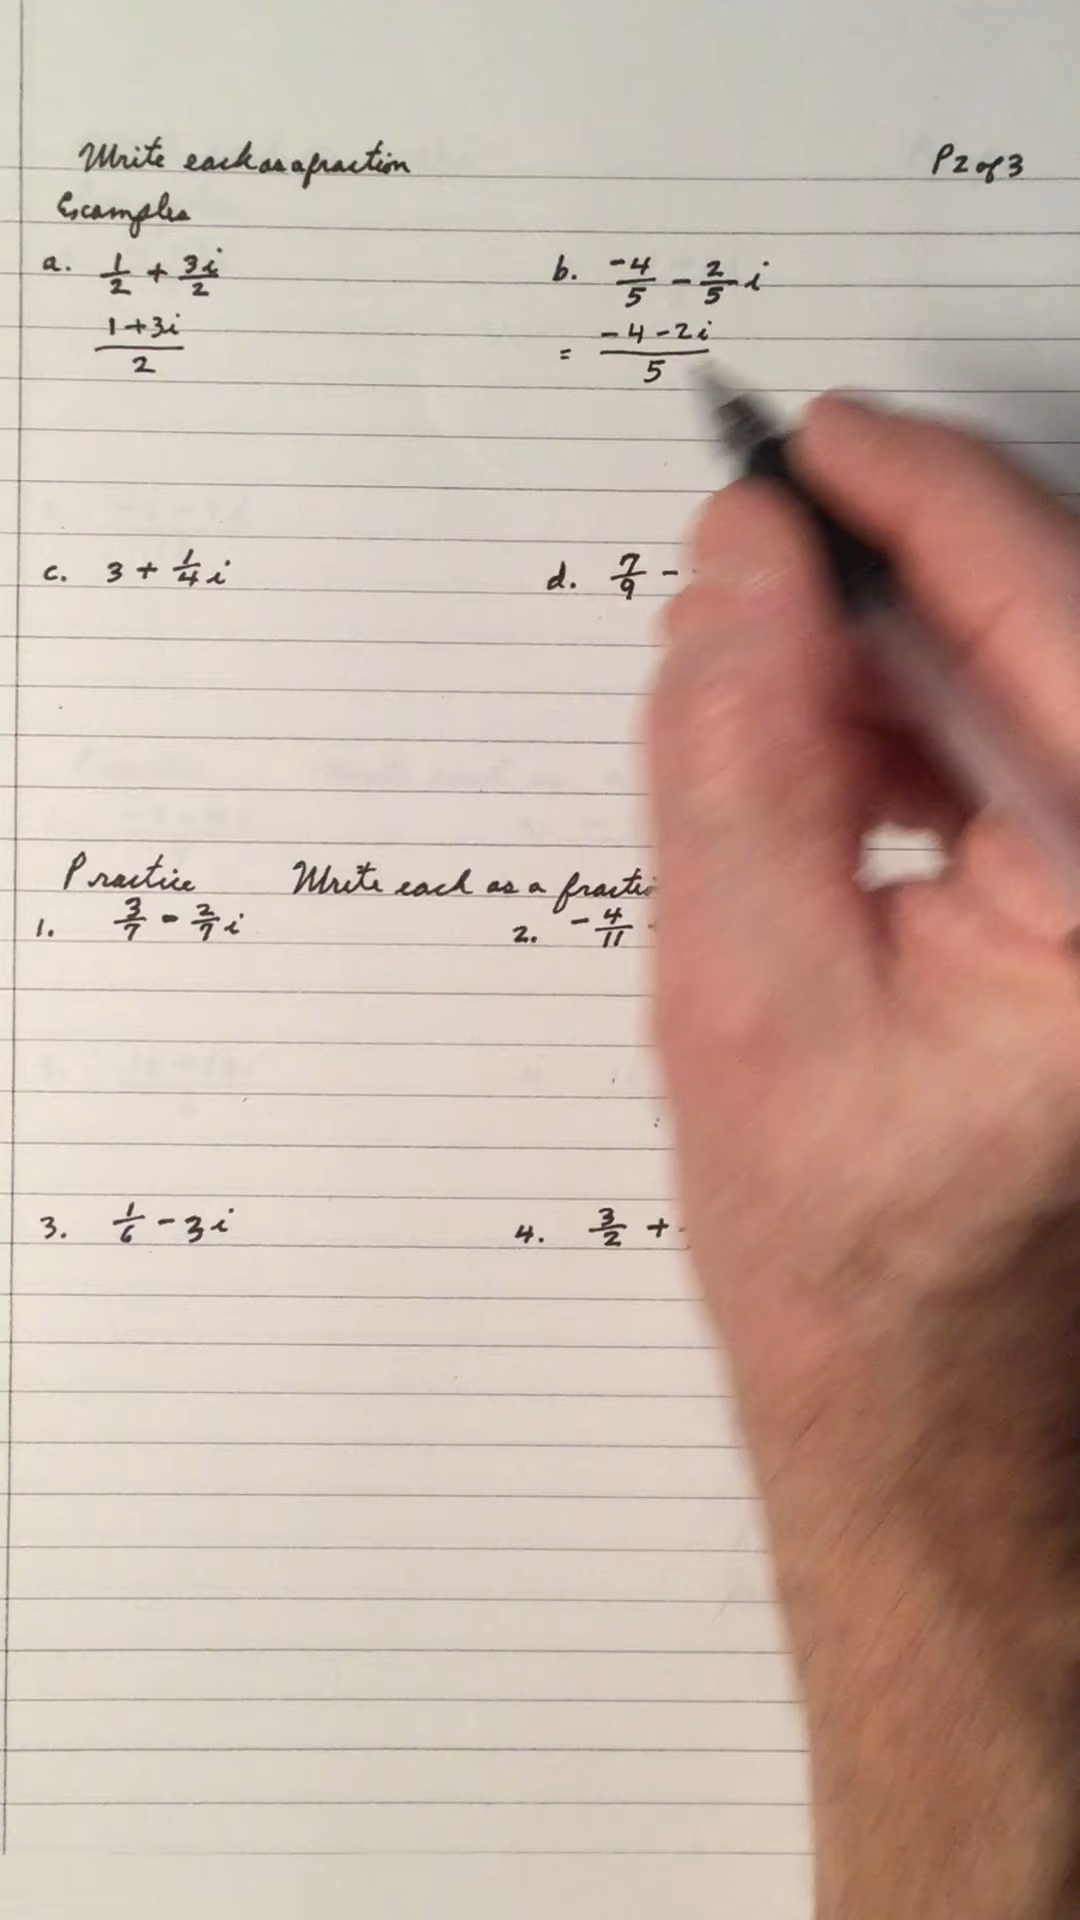 Write each as a fraction P2 of 3
Examples
a. 1/2 + 3i/2 b. -4/5 - 2/5 i
1+3i/2 = -4-2i/5
c. 3 + 1/4 i d. 7/9 -
Practice Write each as a
1. 3/7 - 2/7 i 2. -4/11
3. 1/6 - 3i 4. 3/2 +